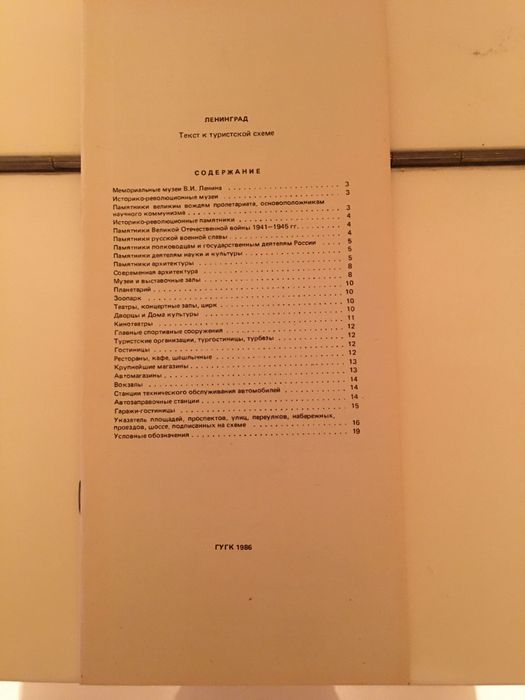 ЛЕНИНГРАД
Текст к туристской схеме
СОДЕРЖАНИЕ
Мемориальные музеи В.И. Ленина . . . . . . . . . . . . . . . . . . 3
Историко-революционные музеи . . . . . . . . . . . . . . . . . . 3
Памятники великим вождям пролетариата, основоположникам
научного коммунизма . . . . . . . . . . . . . . . . . . 3
Историко-революционные памятники . . . . . . . . . . . . . . . . . . 4
Памятники Великой Отечественной войны 1941—1945 гг. . . . . . . . . . . 4
Памятники русской военной славы . . . . . . . . . . . . . . . . . . 4
Памятники полководцам и государственным деятелям России . . . . . . . 5
Памятники деятелям науки и культуры . . . . . . . . . . . . . . . . . . 5
Памятники архитектуры . . . . . . . . . . . . . . . . . . 5
Современная архитектура . . . . . . . . . . . . . . . . . . 8
Музеи и выставочные залы . . . . . . . . . . . . . . . . . . 8
Планетарий . . . . . . . . . . . . . . . . . . 10
Зоопарк . . . . . . . . . . . . . . . . . . 10
Театры, концертные залы, цирк . . . . . . . . . . . . . . . . . . 10
Дворцы и Дома культуры . . . . . . . . . . . . . . . . . . 10
Кинотеатры . . . . . . . . . . . . . . . . . . 11
Главные спортивные сооружения . . . . . . . . . . . . . . . . . . 12
Туристские организации, тургостиницы, турбазы . . . . . . . . . . . . 12
Гостиницы . . . . . . . . . . . . . . . . . . 12
Рестораны, кафе, шашлычные . . . . . . . . . . . . . . . . . . 12
Крупнейшие магазины . . . . . . . . . . . . . . . . . . 13
Автомагазины . . . . . . . . . . . . . . . . . . 13
Вокзалы . . . . . . . . . . . . . . . . . . 14
Станции технического обслуживания автомобилей . . . . . . . . . . . . 14
Автозаправочные станции . . . . . . . . . . . . . . . . . . 14
Гаражи-гостиницы . . . . . . . . . . . . . . . . . . 15
Указатель площадей, проспектов, улиц, переулков, набережных,
проездов, шоссе, подписанных на схеме . . . . . . . . . . . . . . . . 16
Условные обозначения . . . . . . . . . . . . . . . . . . 19
ГУГК 1986